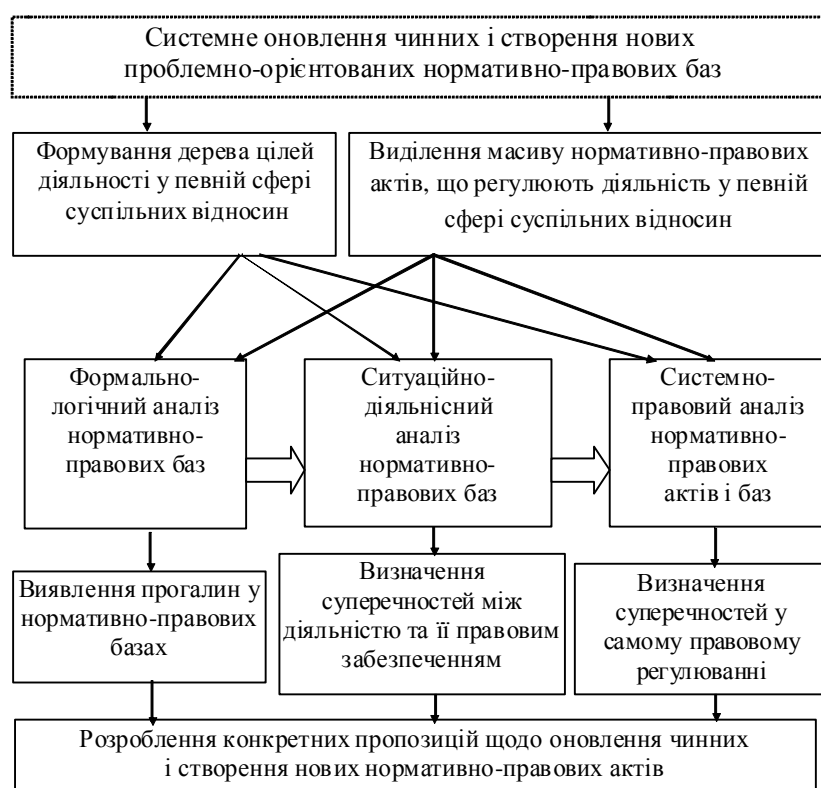 Системне оновлення чинних і створення нових
проблемно-орієнтованих нормативно-правових баз
Формування дерева цілей
діяльності у певній сфері
суспільних відносин
Виділення масиву нормативно-правових
актів, що регулюють діяльність у певній
сфері суспільних відносин
Формально-
логічний аналіз
нормативно-
правових баз
Ситуаційно-
діяльнісний
аналіз
нормативно-
правових баз
Системно-
правовий аналіз
нормативно-
правових
актів і баз
Виявлення прогалин у
нормативно-правових
базах
Визначення
суперечностей між
діяльністю та її правовим
забезпеченням
Визначення
суперечностей у
самому правовому
регулюванні
Розроблення конкретних пропозицій щодо оновлення чинних
і створення нових нормативно-правових актів